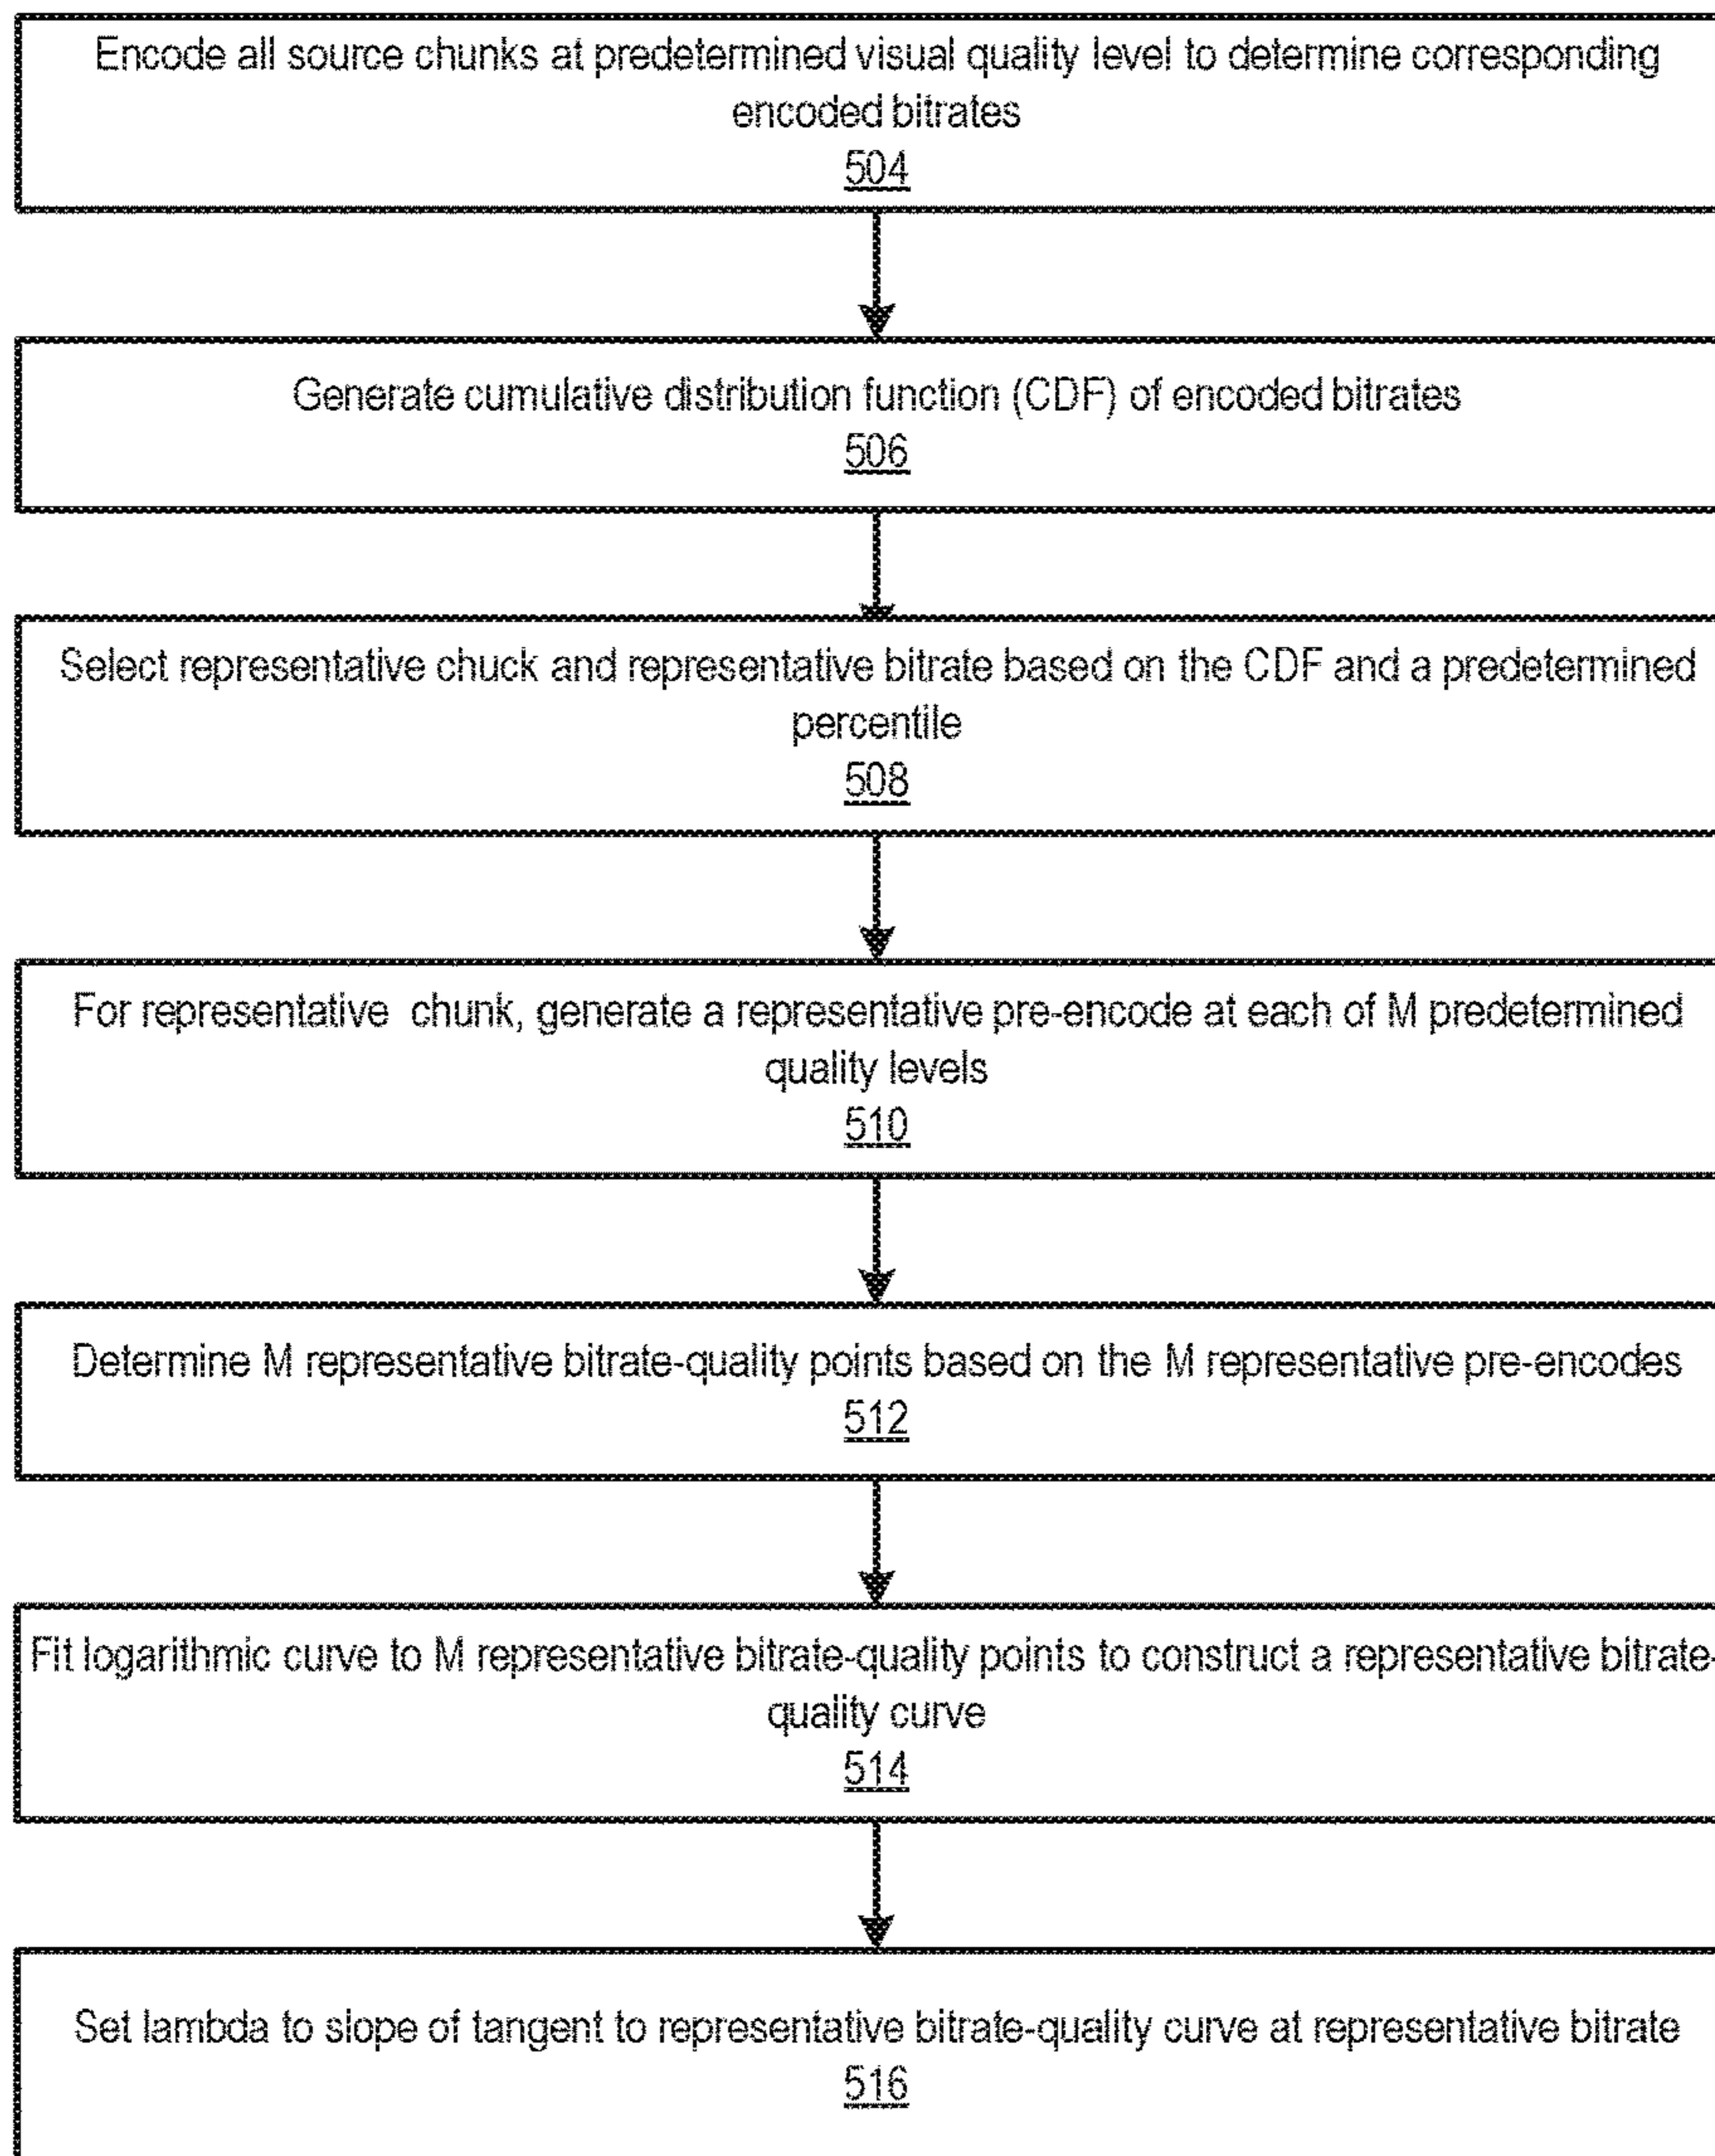 Encode all source chunks at predetermined visual quality level to determine corresponding
encoded bitrates
504
Generate cumulative distribution function (CDF) of encoded bitrates
506
Select representative chuck and representative bitrate based on the CDF and a predetermined
percentile
508
For representative chunk, generate a representative pre-encode at each of M predetermined
quality levels
510
Determine M representative bitrate-quality points based on the M representative pre-encodes
512
Fit logarithmic curve to M representative bitrate-quality points to construct a representative bitrate-
quality curve
514
Set lambda to slope of tangent to representative bitrate-quality curve at representative bitrate
516